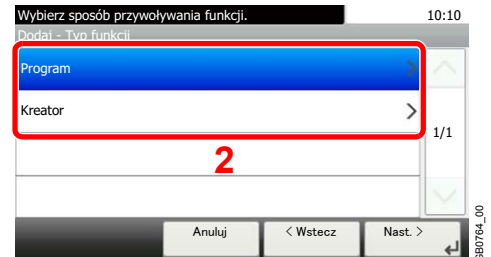 Wybierz sposób przywoływania funkcji. 10:10
Dodaj - Typ funkcji
Program
Kreator
1/1
2
Anuluj < Wstecz Nast. >
GB0764_00